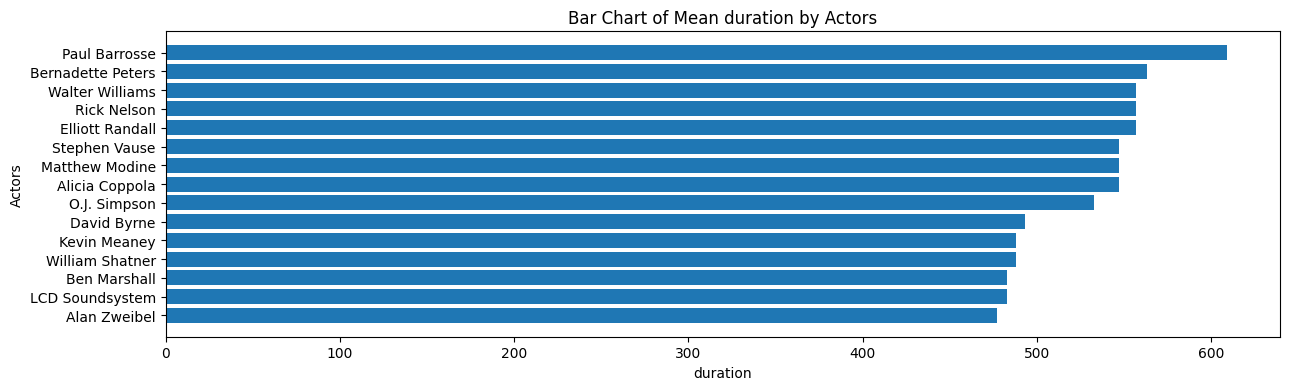 Bar Chart of Mean duration by Actors
Actors
Paul Barrosse
Bernadette Peters
Walter Williams
Rick Nelson
Elliott Randall
Stephen Vause
Matthew Modine
Alicia Coppola
O.J. Simpson
David Byrne
Kevin Meaney
William Shatner
Ben Marshall
LCD Soundsystem
Alan Zweibel
0 100 200 300 400 500 600
duration